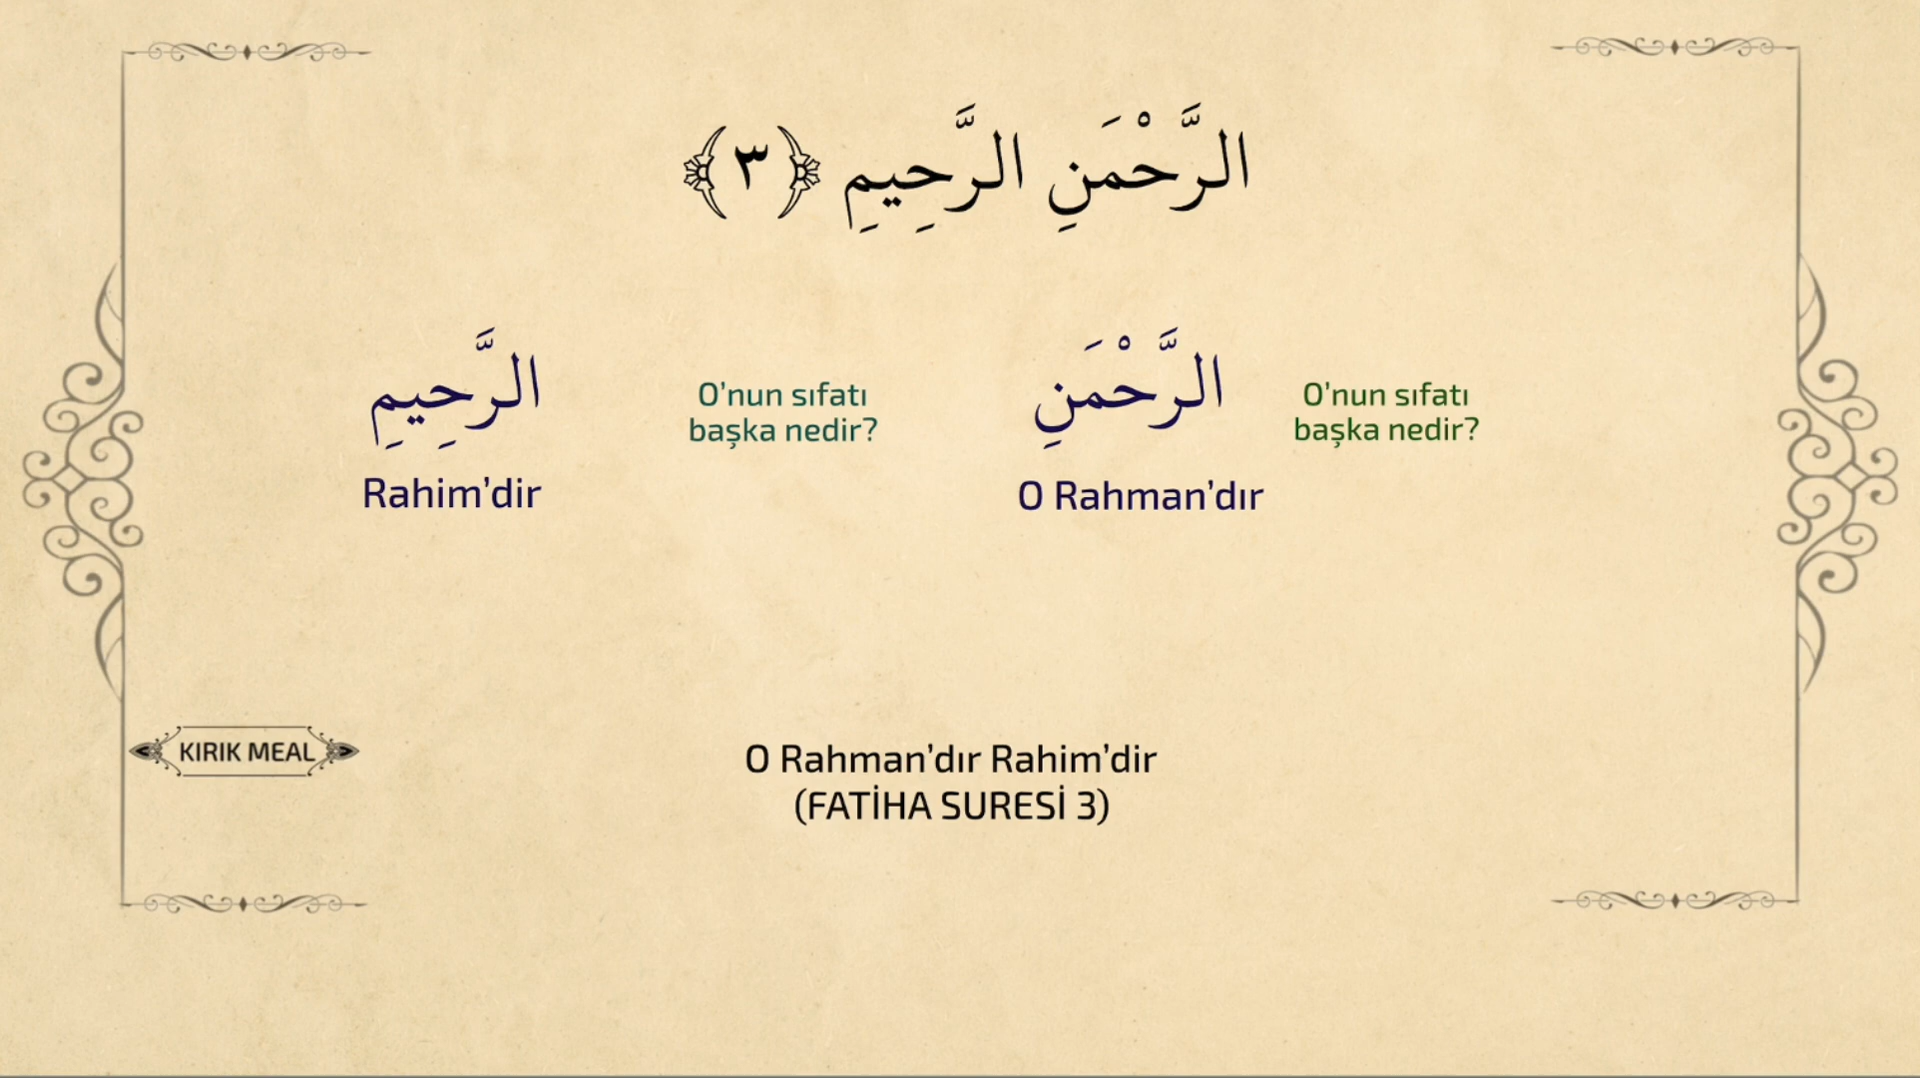 الرَّحْمَنِ الرَّحِيمِ ﴿٣﴾
O’nun sıfatı
başka nedir?
الرَّحْمَنِ
O Rahman’dır
O’nun sıfatı
başka nedir?
الرَّحِيمِ
Rahim’dir
KIRIK MEAL
O Rahman’dır Rahim’dir
(FATİHA SURESİ 3)